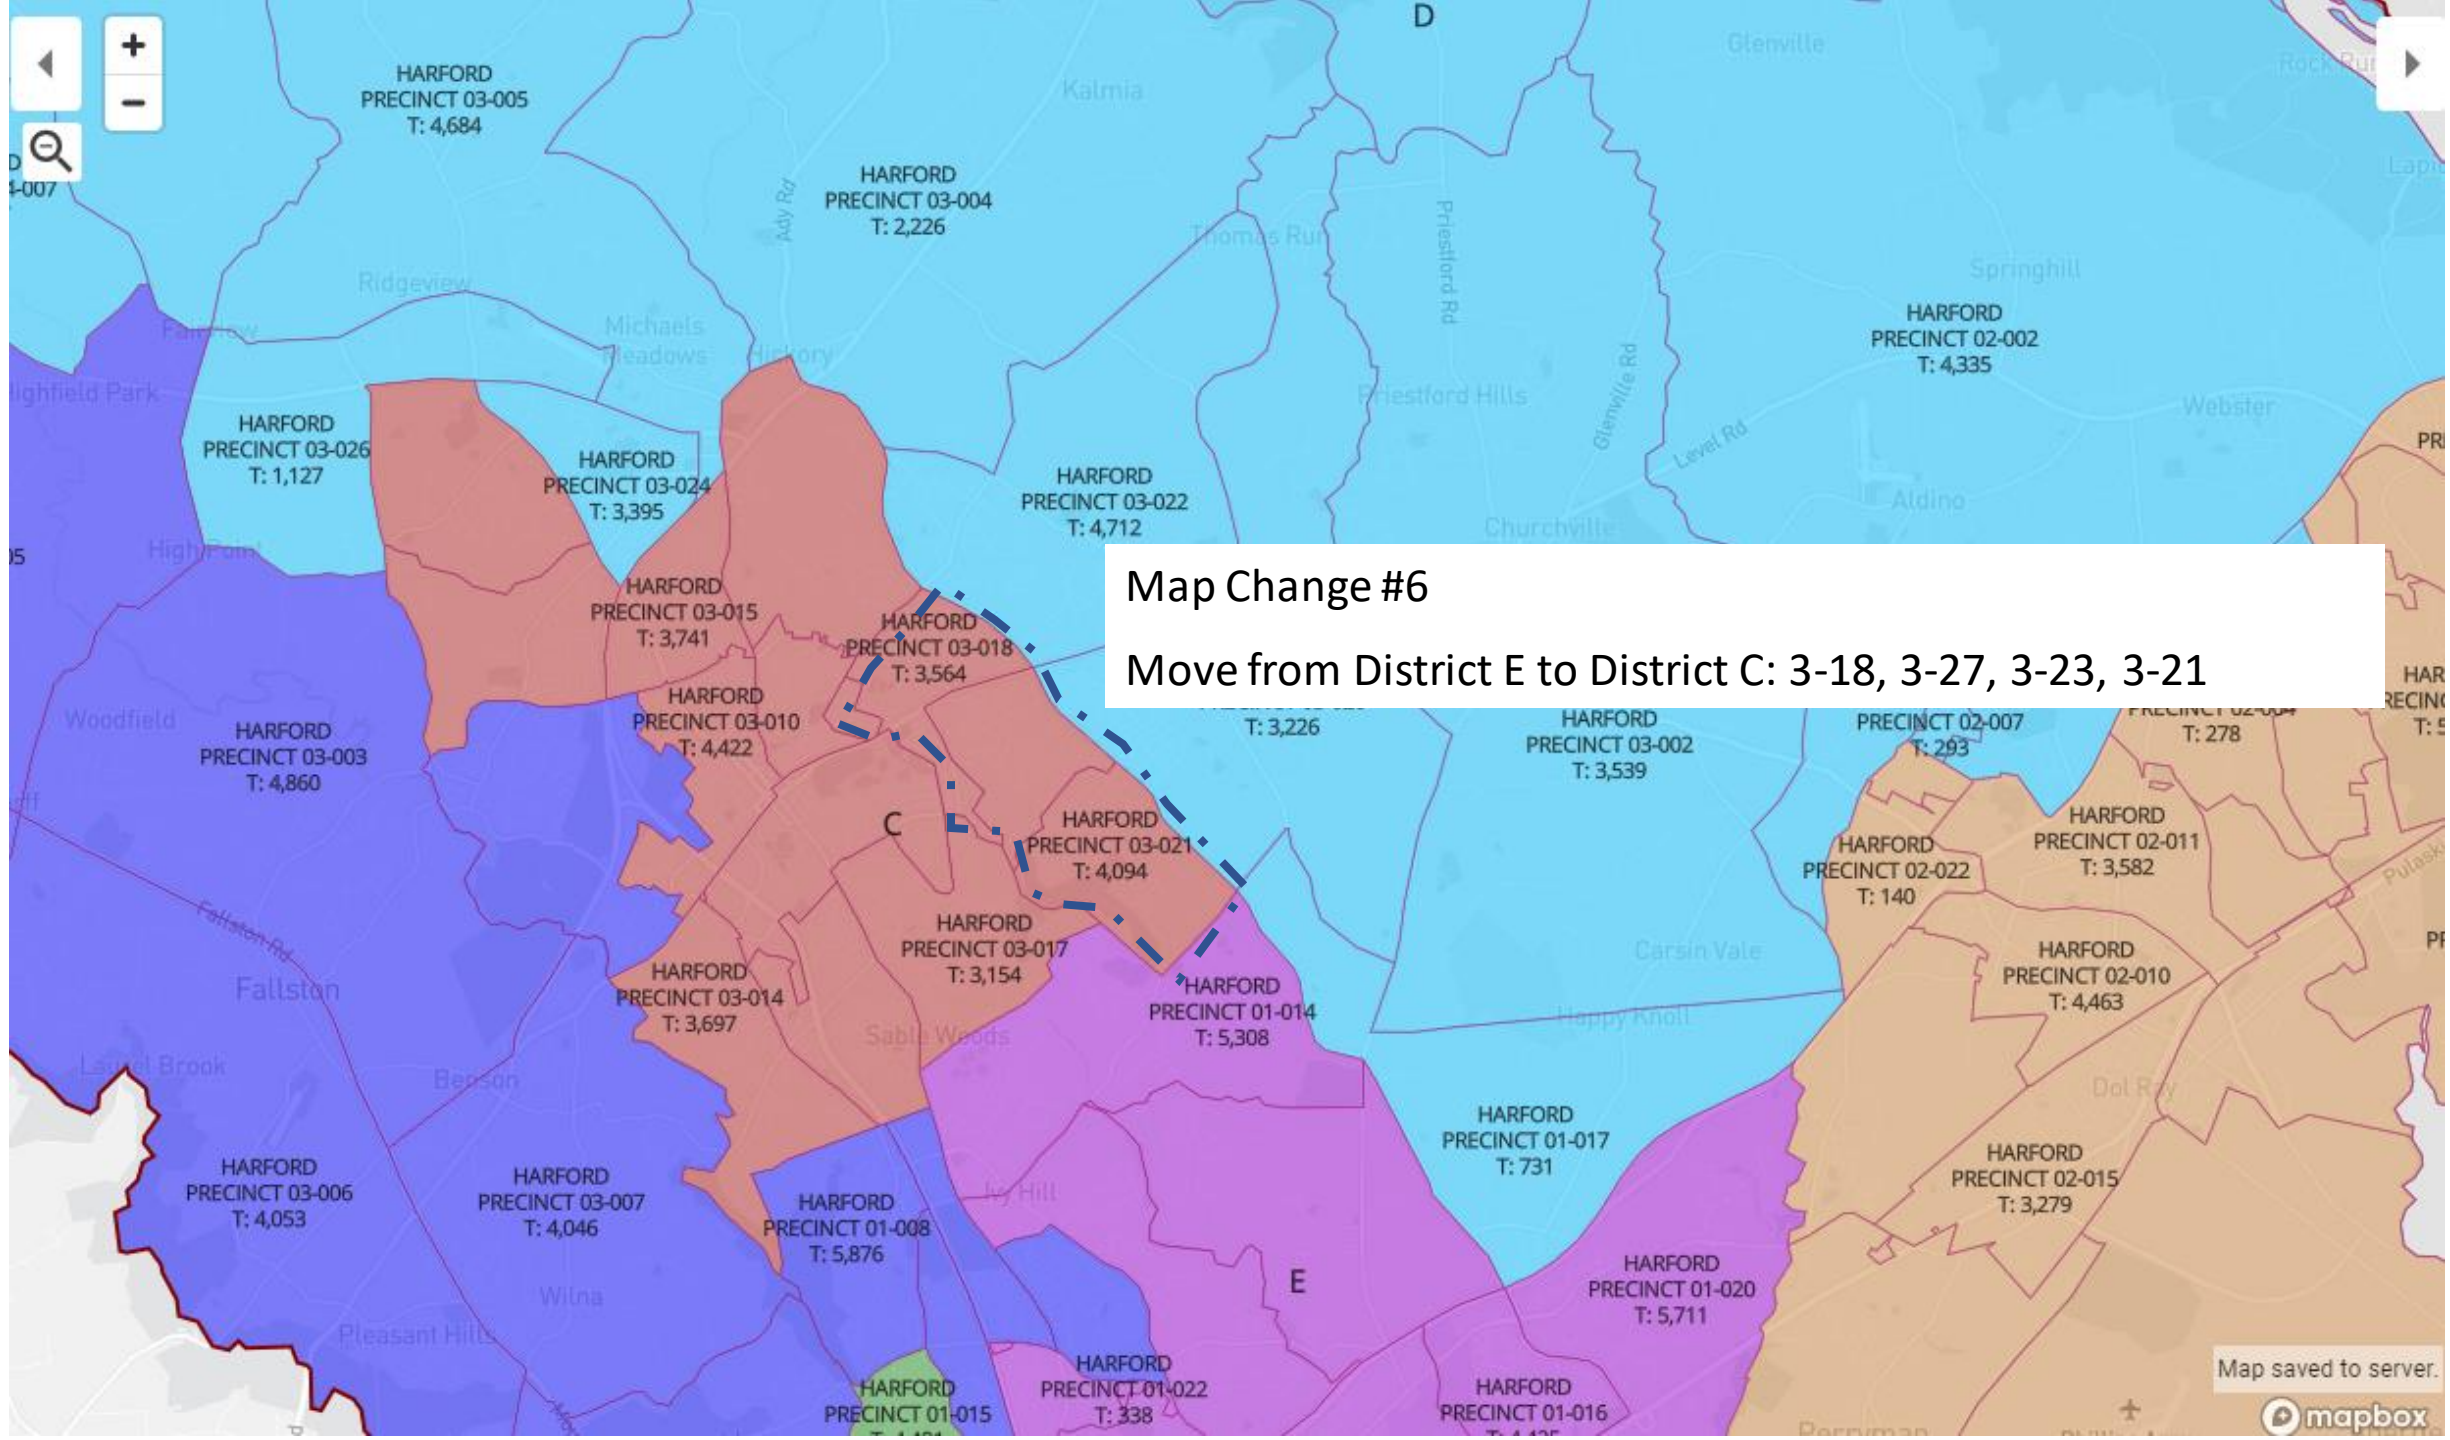 D
Glenville
HARFORD
PRECINCT 03-005
T: 4,684
Kalmia
HARFORD
PRECINCT 03-004
T: 2,226
Ady Rd
Thomas Run
Priestford Rd
Springhill
Ridgeview
HARFORD
PRECINCT 02-002
T: 4,335
Michaels
Meadows
Hickory
Priestford Hills
Glenville Rd
Level Rd
Webster
HARFORD
PRECINCT 03-026
T: 1,127
HARFORD
PRECINCT 03-024
T: 3,395
HARFORD
PRECINCT 03-022
T: 4,712
Aldino
Churchville
High Point
Map Change #6
Move from District E to District C: 3-18, 3-27, 3-23, 3-21
HARFORD
PRECINCT 03-015
T: 3,741
HARFORD
PRECINCT 03-018
T: 3,564
HARFORD
PRECINCT 03-010
T: 4,422
Woodfield
HARFORD
PRECINCT 03-003
T: 4,860
T: 3,226
HARFORD
PRECINCT 03-002
T: 3,539
PRECINCT 02-007
T: 293
T: 278
C
HARFORD
PRECINCT 03-021
T: 4,094
HARFORD
PRECINCT 02-022
T: 140
HARFORD
PRECINCT 02-011
T: 3,582
Fallston Rd
Fallston
HARFORD
PRECINCT 03-017
T: 3,154
HARFORD
PRECINCT 03-014
T: 3,697
HARFORD
PRECINCT 01-014
T: 5,308
Carsin Vale
HARFORD
PRECINCT 02-010
T: 4,463
Happy Knoll
Sable Woods
Laurel Brook
Benson
Dol Ray
HARFORD
PRECINCT 01-017
T: 731
HARFORD
PRECINCT 03-006
T: 4,053
HARFORD
PRECINCT 03-007
T: 4,046
HARFORD
PRECINCT 01-008
T: 5,876
Ivy Hill
HARFORD
PRECINCT 02-015
T: 3,279
E
HARFORD
PRECINCT 01-020
T: 5,711
Wilna
Pleasant Hills
HARFORD
PRECINCT 01-015
HARFORD
PRECINCT 01-022
T: 338
HARFORD
PRECINCT 01-016
Map saved to server.
mapbox
Perryman